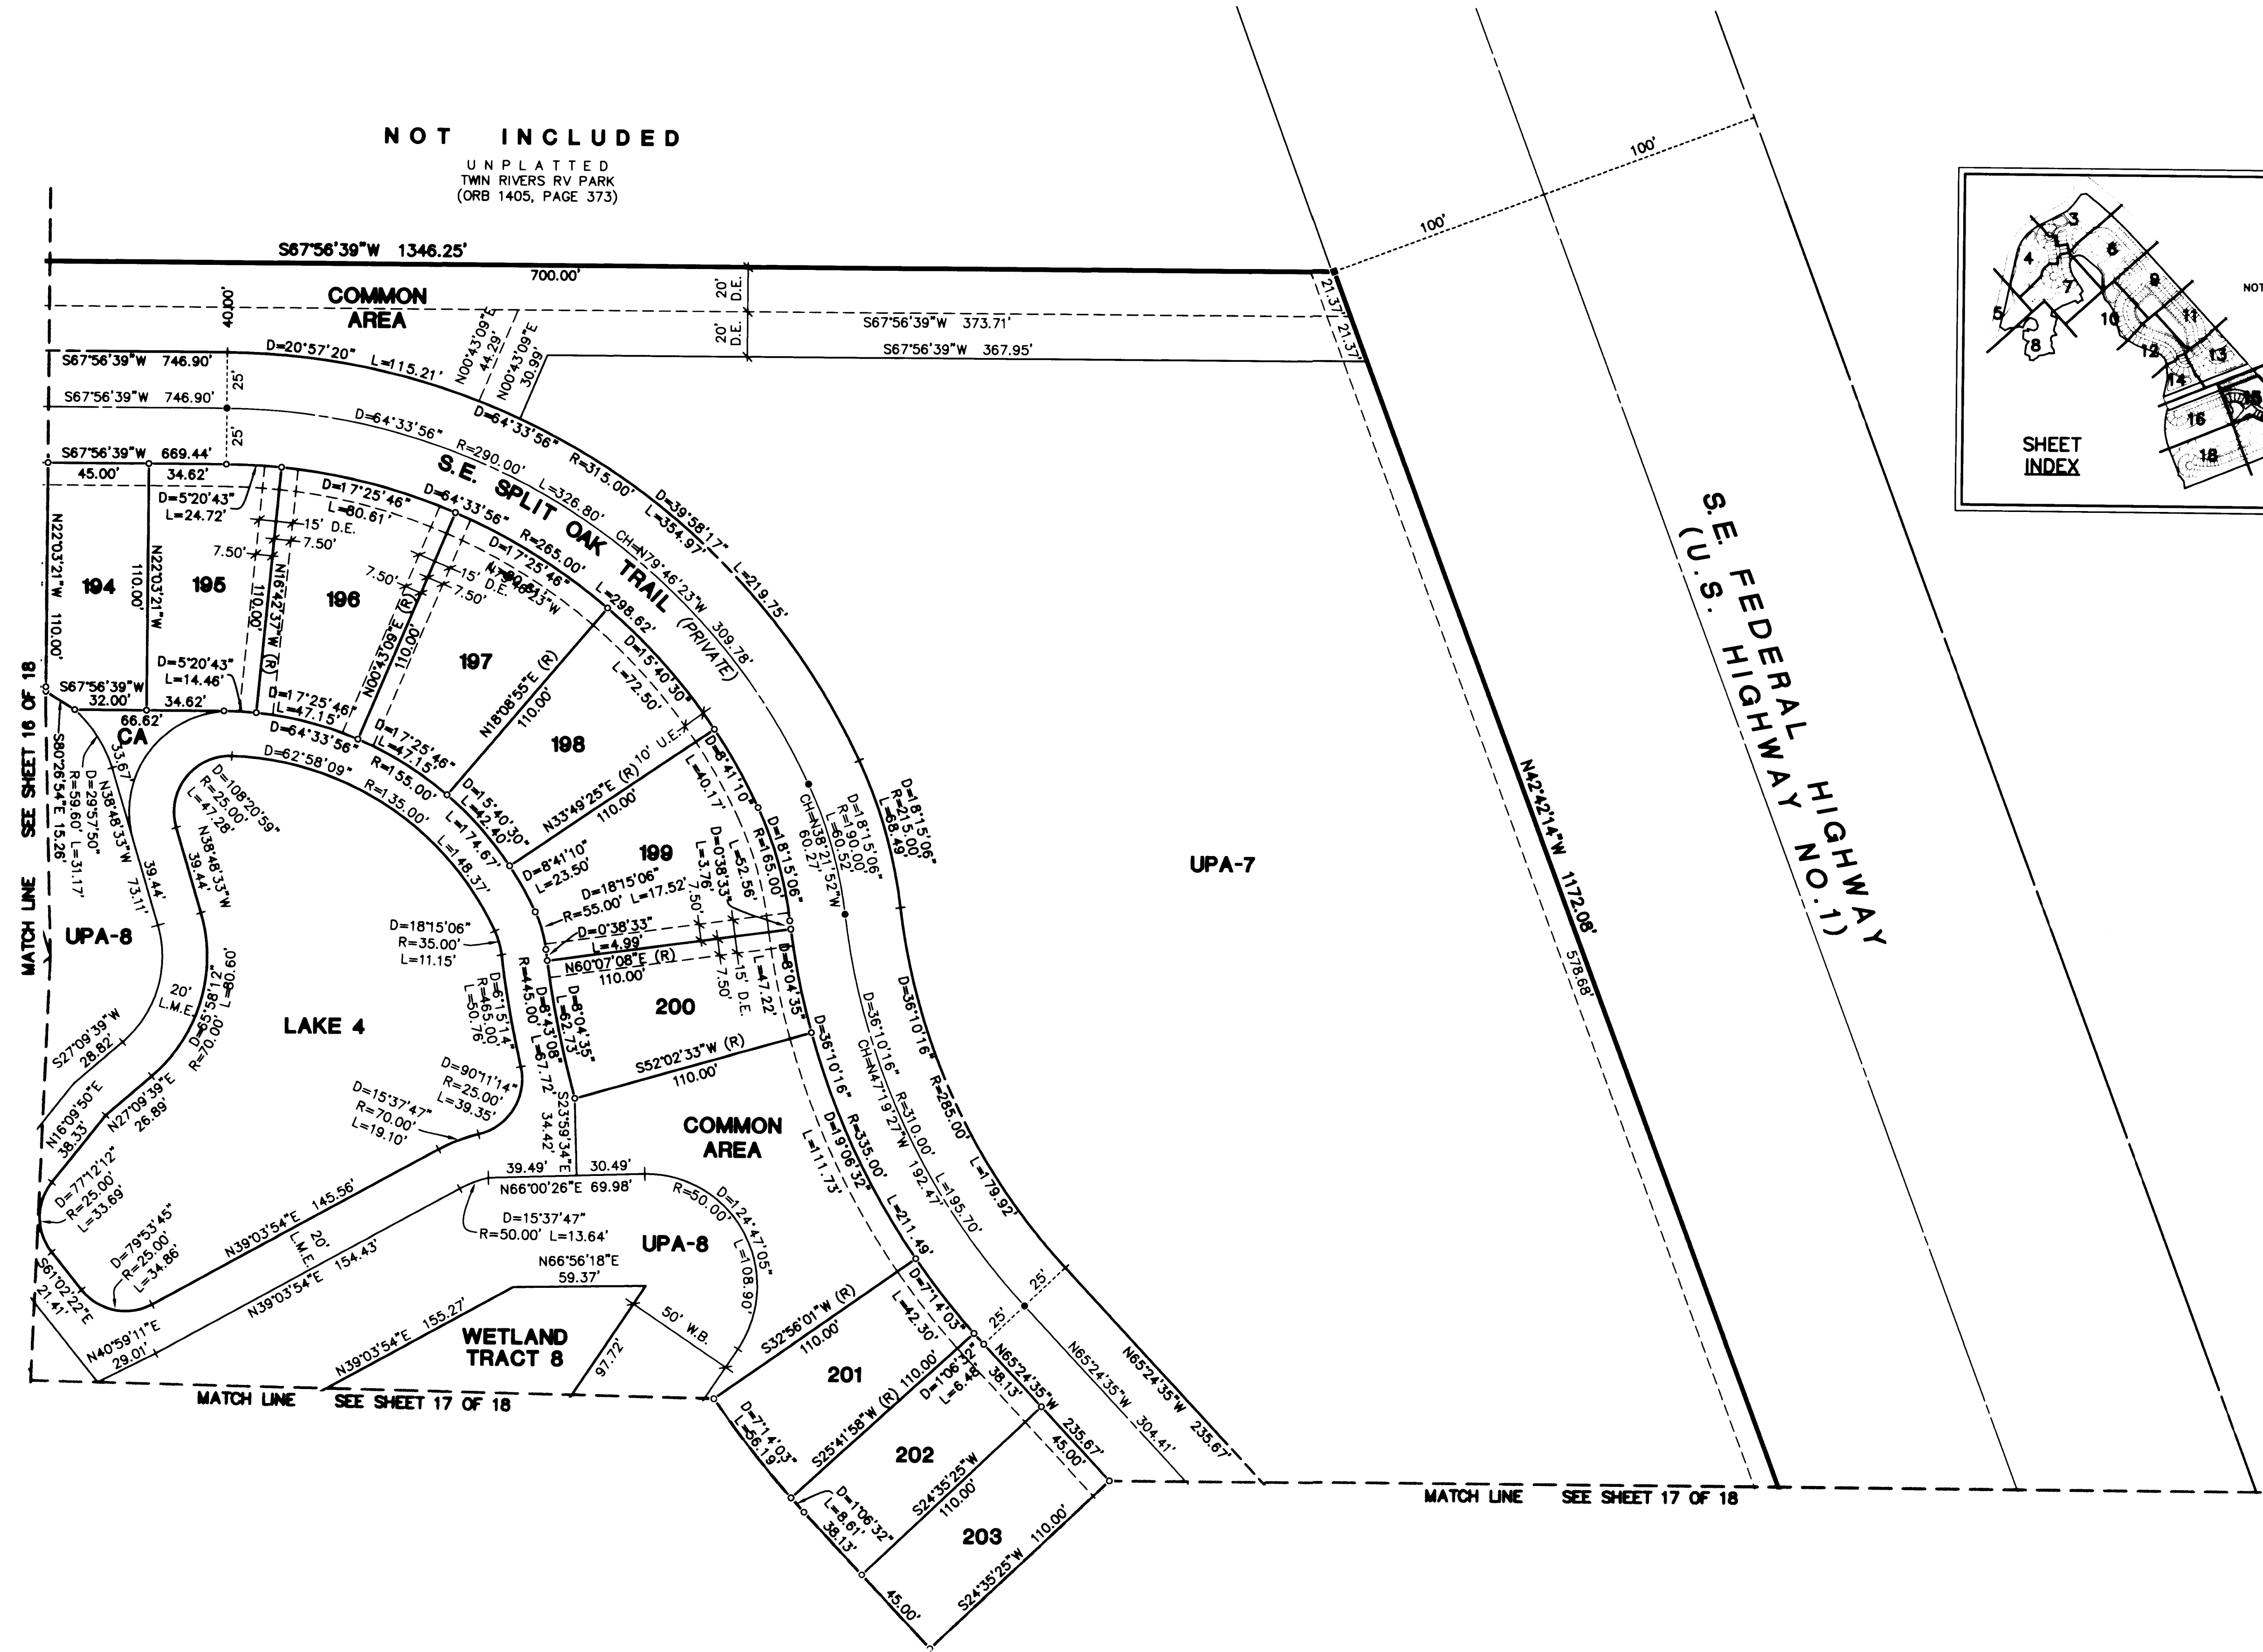 NOT INCLUDED
UNPLATTED
TWIN RIVERS RV PARK
(ORB 1405, PAGE 373)
S67°56'39"W 1346.25'
700.00'
100'
100'
COMMON
AREA
40.00'
20'
D.E.
20'
D.E.
21.37'
21.37'
S67°56'39"W 373.71'
S67°56'39"W 367.95'
N00°43'09"E
44.29'
N00°43'09"E
30.99'
S67°56'39"W 746.90'
D=20°57'20" L=115.21'
25'
S67°56'39"W 746.90'
25'
D=64°33'56" R=290.00' L=326.80' CH=N79°46'23"W 309.78'
D=64°33'56" R=315.00'
D=39°58'17"
L=354.97'
L=219.75'
S.E. SPLIT OAK TRAIL (PRIVATE)
S67°56'39"W 669.44'
45.00'
34.62'
D=5°20'43"
L=24.72'
D=17°25'46"
L=80.61'
D=64°33'56" R=265.00' L=298.62'
D=17°25'46"
N79°46'23"W
15' D.E.
7.50'
7.50'
15' D.E.
7.50'
7.50'
N22°03'21"W 110.00'
194
N22°03'21"W
110.00'
195
N16°42'37"W (R)
110.00'
196
N00°43'09"E (R)
110.00'
197
N18°08'55"E (R)
110.00'
198
D=15°40'30"
L=72.50'
10' U.E.
N33°49'25"E (R)
110.00'
D=8°41'10"
L=40.17'
199
D=5°20'43"
L=14.46'
S67°56'39"W
32.00'
34.62'
66.62'
CA
D=17°25'46"
L=47.15'
D=17°25'46"
L=47.15'
D=64°33'56" R=155.00' L=174.67'
D=15°40'30"
L=42.40'
D=8°41'10"
L=23.50'
D=62°58'09" R=135.00' L=148.37'
D=108°20'59"
R=25.00'
L=47.28'
S80°26'54"E 15.26'
D=29°57'50"
R=59.60' L=31.17'
33.67'
N38°48'33"W 73.11'
39.44'
N38°48'33"W
39.44'
MATCH LINE SEE SHEET 16 OF 18
UPA-8
20'
L.M.E.
D=65°58'12"
R=70.00' L=80.60'
LAKE 4
D=18°15'06"
R=35.00'
L=11.15'
D=18°15'06"
R=55.00' L=17.52'
D=0°38'33"
L=4.99'
D=0°38'33"
L=3.76'
L=52.56'
D=18°15'06"
R=165.00'
7.50'
7.50'
15' D.E.
N60°07'08"E (R)
110.00'
200
L=47.22'
D=8°04'35"
D=8°04'35"
L=62.73'
R=445.00' L=67.72'
D=8°43'08"
D=6°15'14"
R=465.00'
L=50.76'
S52°02'33"W (R)
110.00'
CH=N38°21'52"W
60.27'
D=18°15'06"
R=190.00'
L=60.52'
D=18°15'06"
R=215.00'
L=68.49'
D=36°10'16" R=285.00' L=179.92'
D=36°10'16" R=310.00' L=195.70'
CH=N47°19'27"W 192.47'
D=36°10'16" R=335.00' L=211.49'
D=19°06'32"
L=111.73'
S27°09'39"W
28.82'
N16°09'50"E
38.33'
N27°09'39"E
26.89'
D=77°12'12"
R=25.00'
L=33.69'
D=79°53'45"
R=25.00'
L=34.86'
S61°02'22"E
21.41'
N40°59'11"E
29.01'
N39°03'54"E 145.56'
20'
L.M.E.
N39°03'54"E 154.43'
D=15°37'47"
R=70.00'
L=19.10'
D=90°11'14"
R=25.00'
L=39.35'
S23°59'34"E
34.42'
COMMON
AREA
39.49'
30.49'
N66°00'26"E 69.98'
D=15°37'47"
R=50.00' L=13.64'
R=50.00'
D=124°47'05"
L=108.90'
UPA-8
N66°56'18"E
59.37'
N39°03'54"E 155.27'
WETLAND
TRACT 8
97.72'
50' W.B.
MATCH LINE SEE SHEET 17 OF 18
S32°56'01"W (R)
110.00'
D=7°14'03"
L=42.30'
201
D=7°14'03"
L=56.19'
S25°41'58"W (R) 110.00'
D=1°06'32"
L=6.48'
202
25'
25'
N65°24'35"W
38.13'
235.67'
45.00'
N65°24'35"W 304.41'
N65°24'35"W 235.67'
S24°35'25"W
110.00'
D=1°06'32"
L=8.61'
38.13'
45.00'
203
S24°35'25"W 110.00'
UPA-7
N42°42'14"W 1172.08'
578.68'
S.E. FEDERAL HIGHWAY
(U.S. HIGHWAY NO.1)
MATCH LINE SEE SHEET 17 OF 18
3
4
5
6
7
8
9
10
11
12
13
14
15
16
18
NOT
SHEET
INDEX